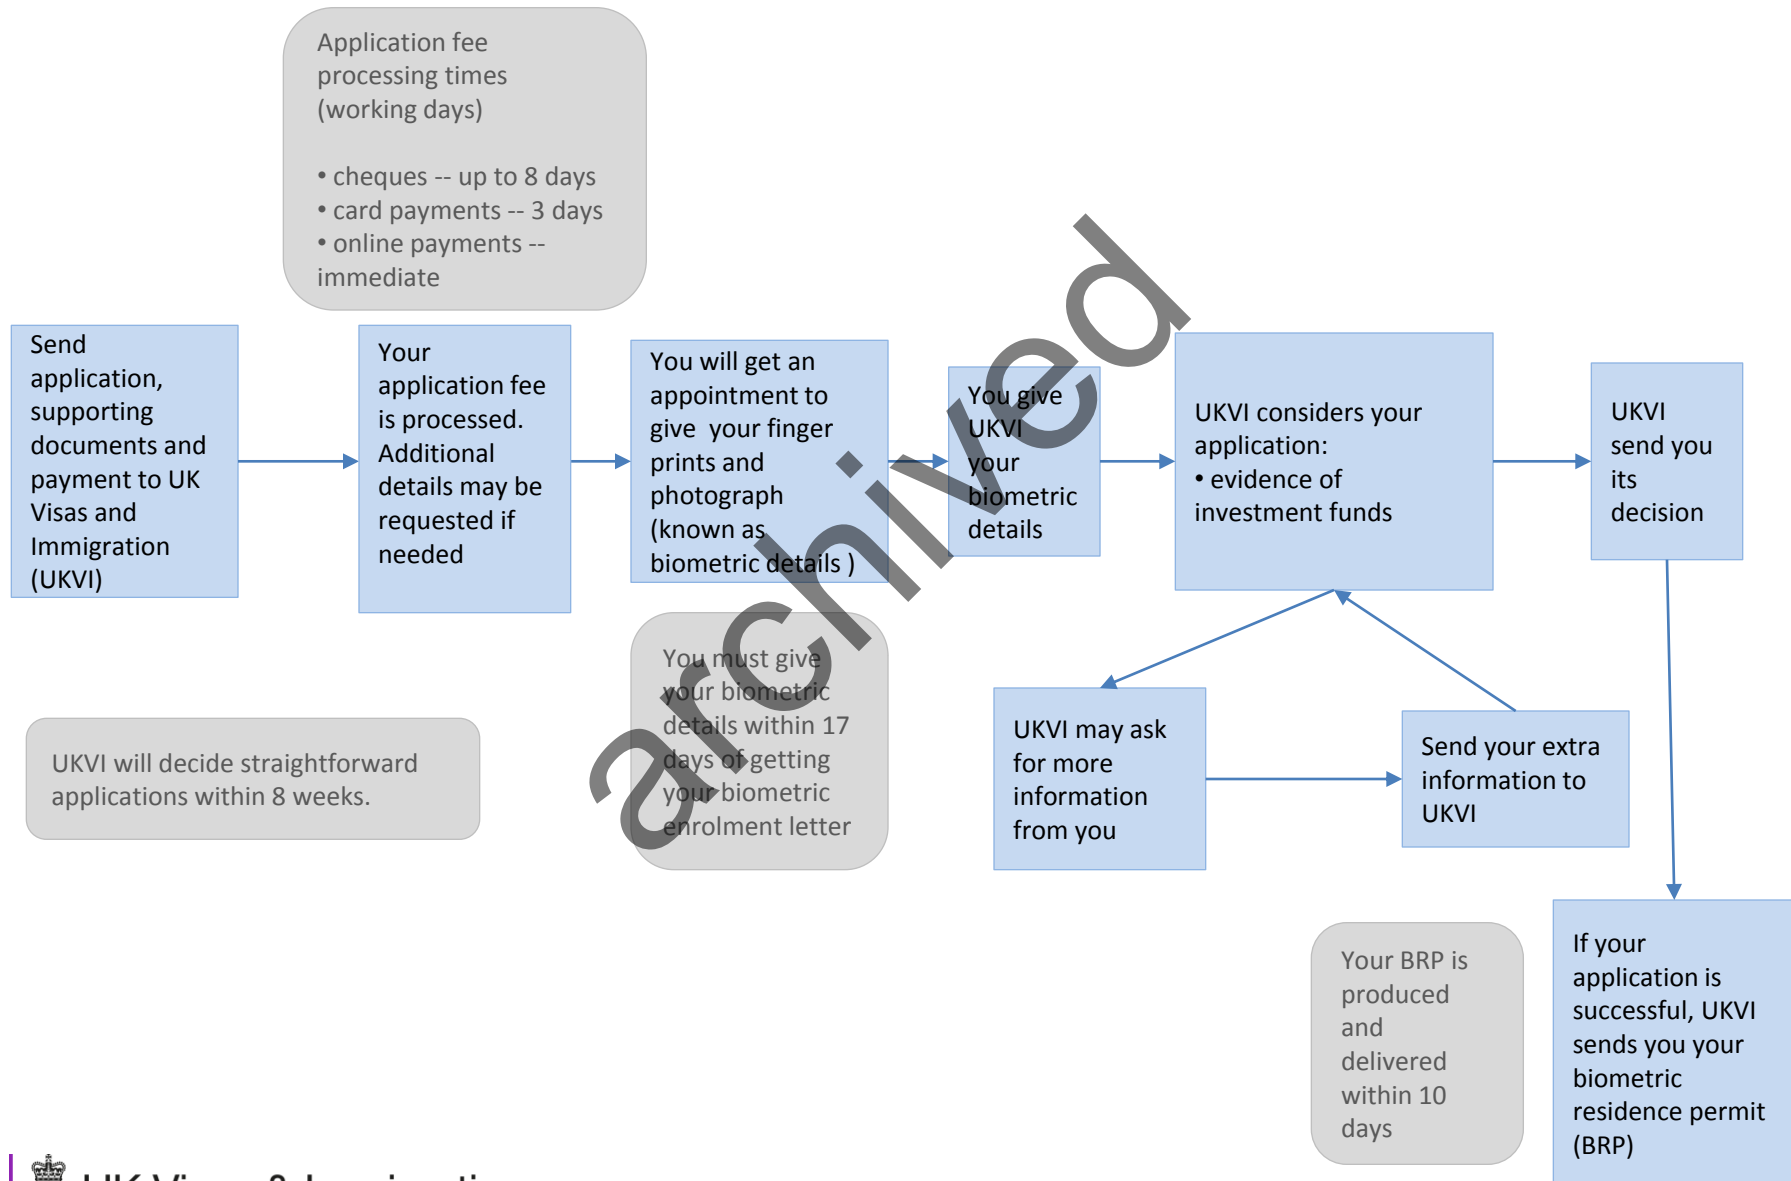 Application fee
processing times
(working days)
• cheques -- up to 8 days
• card payments -- 3 days
• online payments --
immediate
Send
application,
supporting
documents and
payment to UK
Visas and
Immigration
(UKVI)
Your
application fee
is processed.
Additional
details may be
requested if
needed
You will get an
appointment to
give your finger
prints and
photograph
(known as
biometric details )
You give
UKVI
your
biometric
details
UKVI considers your
application:
• evidence of
investment funds
UKVI
send you
its
decision
You must give
your biometric
details within 17
days of getting
your biometric
enrolment letter
UKVI will decide straightforward
applications within 8 weeks.
UKVI may ask
for more
information
from you
Send your extra
information to
UKVI
Your BRP is
produced
and
delivered
within 10
days
If your
application is
successful, UKVI
sends you your
biometric
residence permit
(BRP)
archived